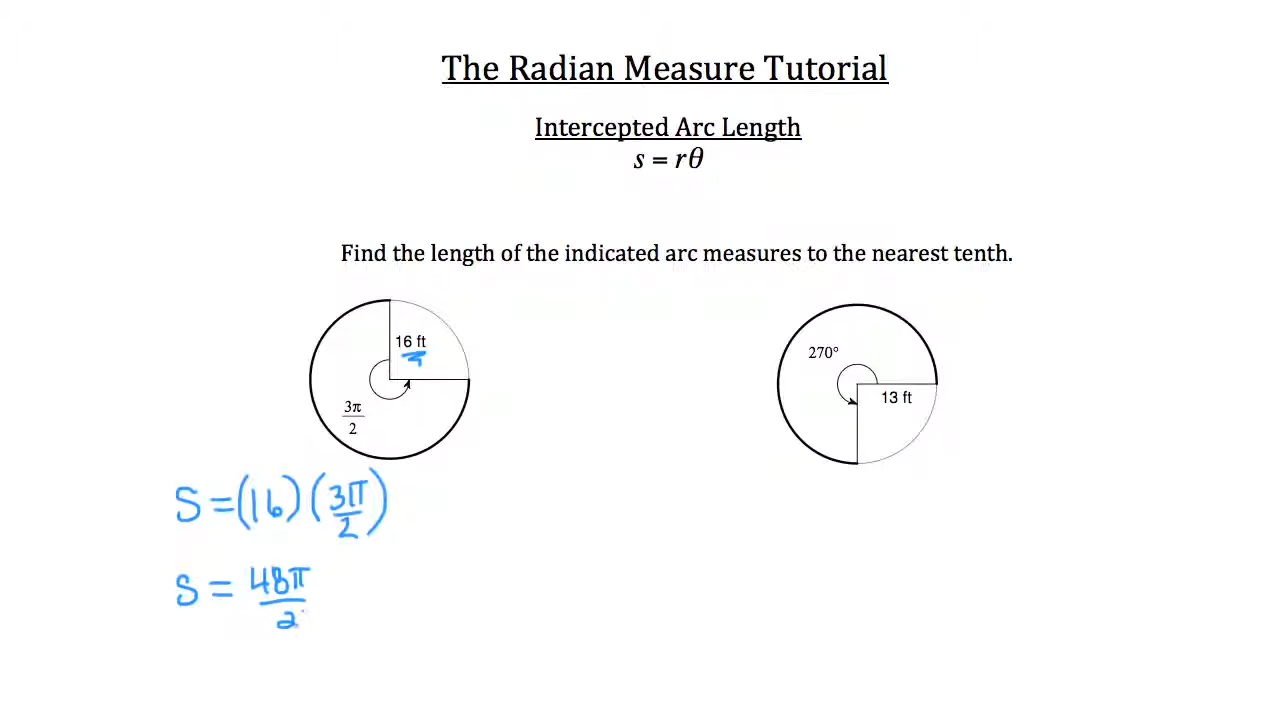 The Radian Measure Tutorial
Intercepted Arc Length
s = rθ
Find the length of the indicated arc measures to the nearest tenth.
16 ft
3π
2
270°
13 ft
S = (16) (3π/2)
S = 48π/2